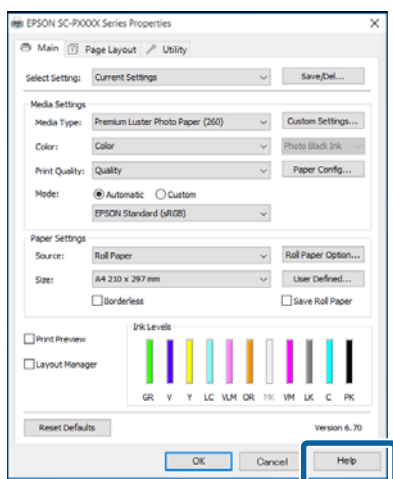 EPSON SC-PXXXX Series Properties
Main Page Layout Utility
Select Setting: Current Settings Save/Del...
Media Settings
Media Type: Premium Luster Photo Paper (260) Custom Settings...
Color: Color Photo Black Ink
Print Quality: Quality Paper Config...
Mode: Automatic Custom
EPSON Standard (sRGB)
Paper Settings
Source: Roll Paper Roll Paper Option...
Size: A4 210 x 297 mm User Defined...
Borderless Save Roll Paper
Ink Levels
Print Preview
Layout Manager
GR V Y LC VLM OR MK VM LK C PK
Reset Defaults Version 6.70
OK Cancel Help